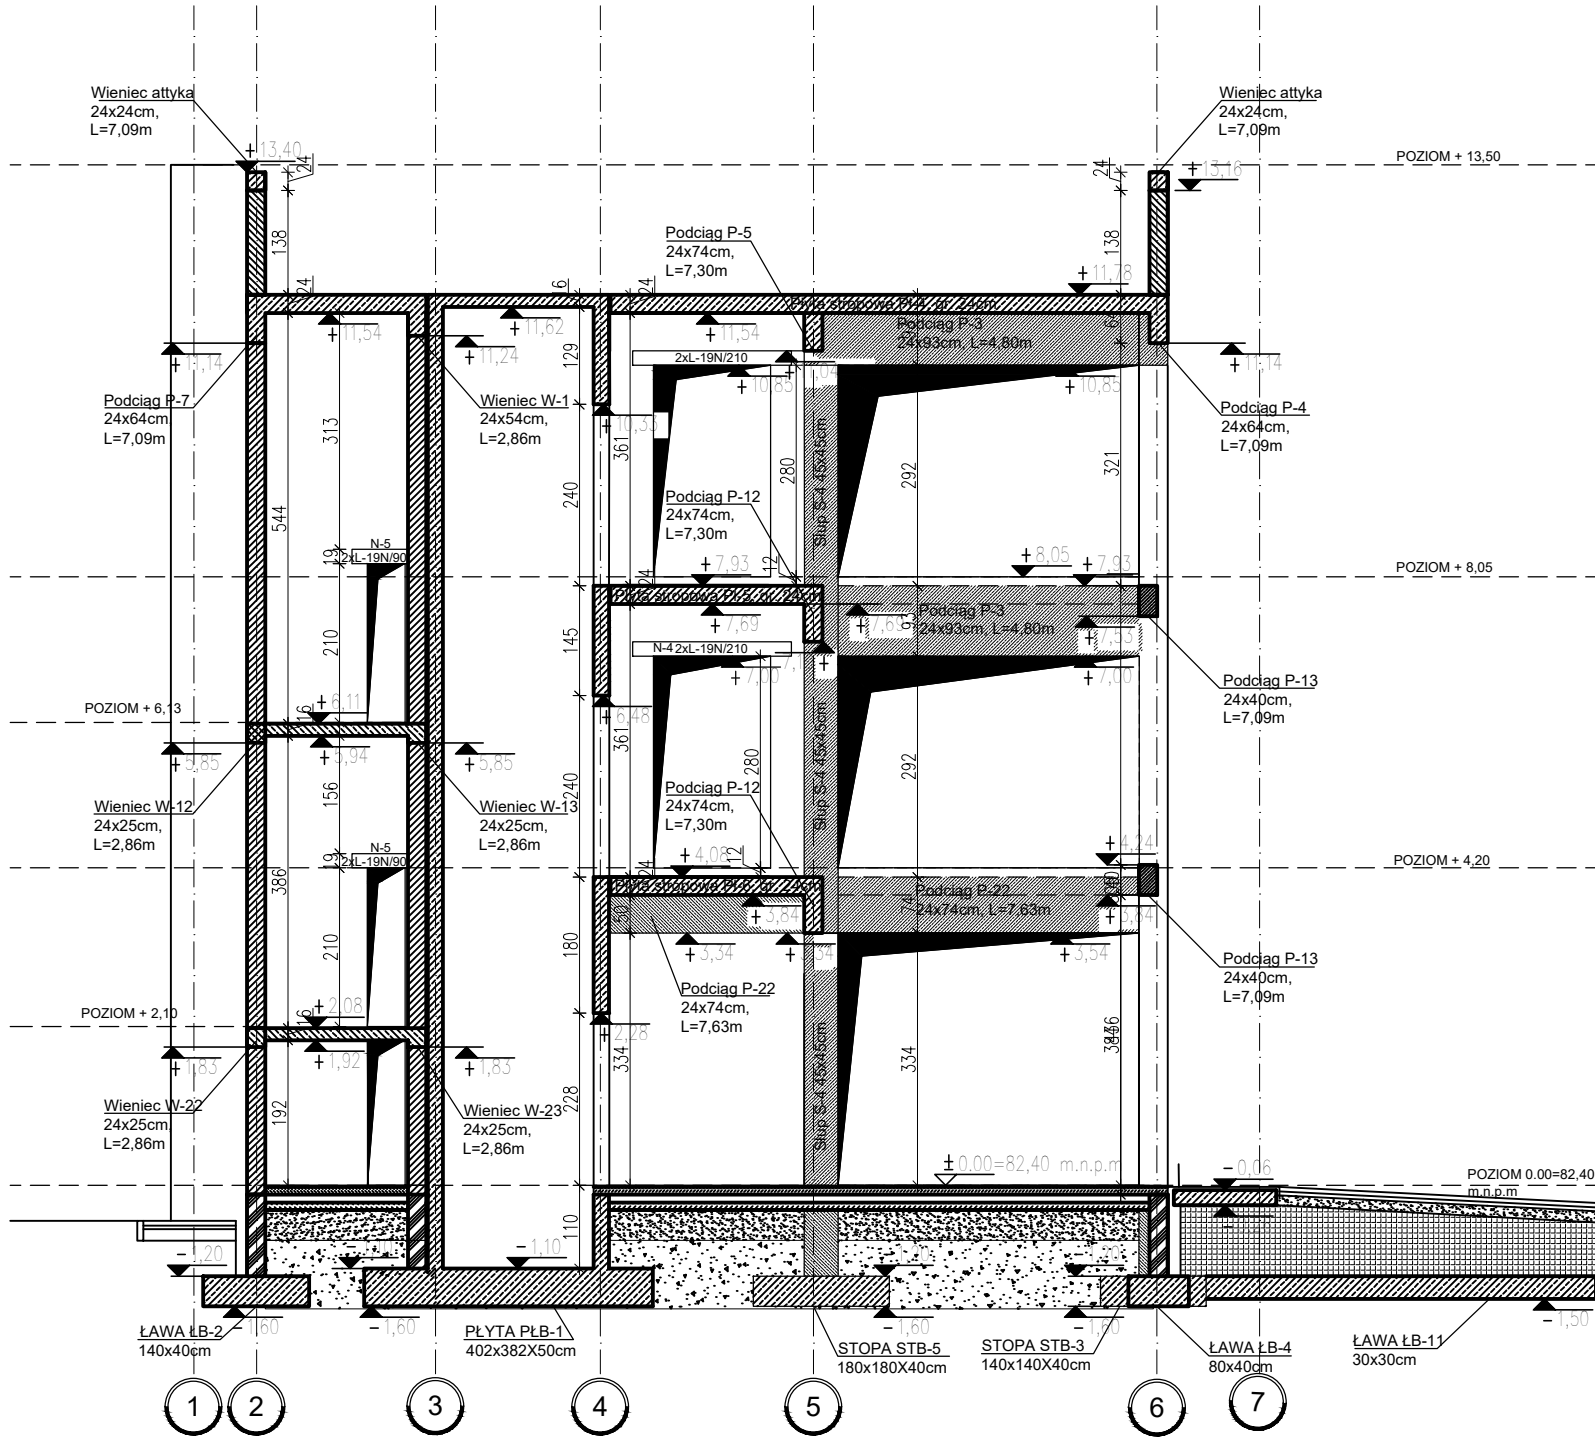 Wieniec attyka
24x24cm,
L=7,09m
Wieniec attyka
24x24cm,
L=7,09m
+ 13,40
24
24
+ 13,16
POZIOM + 13,50
138
138
Podciąg P-5
24x74cm,
L=7,30m
24
16
24
+ 11,78
Płyta stropowa Pł-4, gr. 24cm
Podciąg P-3
24x93cm, L=4,80m
+ 11,54
+ 11,62
+ 11,54
+ 11,14
+ 11,24
+ 11,14
129
2xL-19N/210
+ 10,85
+ 10,85
Podciąg P-7
24x64cm,
L=7,09m
Wieniec W-1
24x54cm,
L=2,86m
Podciąg P-4
24x64cm,
L=7,09m
+ 10,33
313
361
280
292
321
Słup S-4 45x45cm
240
544
Podciąg P-12
24x74cm,
L=7,30m
N-5
2xL-19N/90
19
24
12
+ 7,93
+ 8,05
+ 7,93
POZIOM + 8,05
Płyta stropowa Pł-5, gr. 24cm
Podciąg P-3
24x93cm, L=4,80m
+ 7,69
+ 7,69
+ 7,53
145
210
N-4 2xL-19N/210
+ 7,00
+ 7,00
Podciąg P-13
24x40cm,
L=7,09m
POZIOM + 6,13
+ 6,11
16
+ 6,48
+ 5,85
+ 5,94
+ 5,85
361
280
292
Słup S-4 45x45cm
240
156
Wieniec W-12
24x25cm,
L=2,86m
Wieniec W-13
24x25cm,
L=2,86m
Podciąg P-12
24x74cm,
L=7,30m
N-5
2xL-19N/90
19
24
12
+ 4,08
+ 4,24
POZIOM + 4,20
386
Płyta stropowa Pł-6, gr. 24cm
Podciąg P-22
24x74cm, L=7,63m
74
50
+ 3,84
+ 3,84
+ 3,34
+ 3,34
+ 3,54
210
180
Podciąg P-22
24x74cm,
L=7,63m
Podciąg P-13
24x40cm,
L=7,09m
POZIOM + 2,10
+ 2,08
16
+ 2,28
+ 1,83
+ 1,92
+ 1,83
334
334
Słup S-4 45x45cm
228
192
Wieniec W-22
24x25cm,
L=2,86m
Wieniec W-23
24x25cm,
L=2,86m
± 0.00=82,40 m.n.p.m
− 0,06
POZIOM 0.00=82,40
m.n.p.m
110
− 1,20
− 1,10
− 1,60
− 1,60
− 1,60
− 1,60
− 1,50
ŁAWA ŁB-2
140x40cm
PŁYTA PŁB-1
402x382X50cm
STOPA STB-5
180x180X40cm
STOPA STB-3
140x140X40cm
ŁAWA ŁB-4
80x40cm
ŁAWA ŁB-11
30x30cm
1
2
3
4
5
6
7